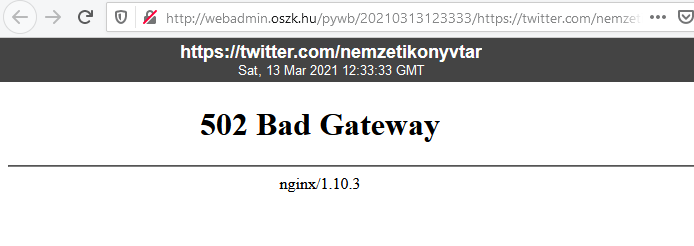 http://webadmin.oszk.hu/pywb/20210313123333/https://twitter.com/nemzet
https://twitter.com/nemzetikonyvtar
Sat, 13 Mar 2021 12:33:33 GMT
502 Bad Gateway
nginx/1.10.3